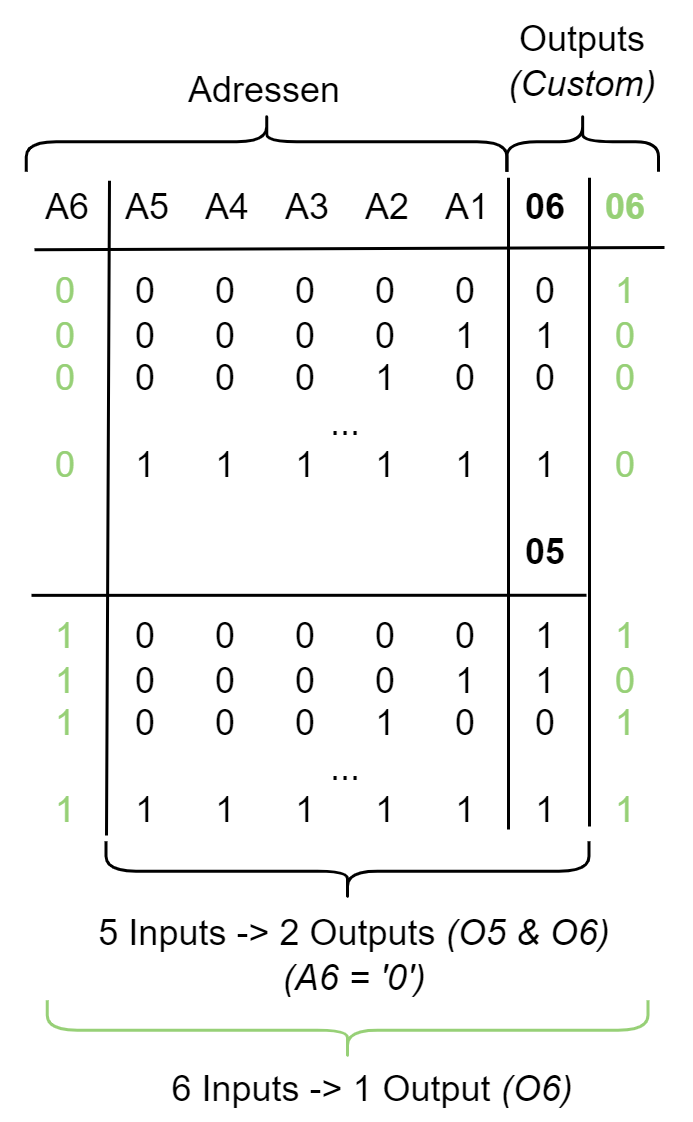 Outputs
(Custom)
Adressen
A6 A5 A4 A3 A2 A1 06 06
0 0 0 0 0 0 0 1
0 0 0 0 0 1 1 0
0 0 0 0 1 0 0 0
...
0 1 1 1 1 1 1 0
05
1 0 0 0 0 0 1 1
1 0 0 0 0 1 1 0
1 0 0 0 1 0 0 1
...
1 1 1 1 1 1 1 1
5 Inputs -> 2 Outputs (O5 & O6)
(A6 = '0')
6 Inputs -> 1 Output (O6)